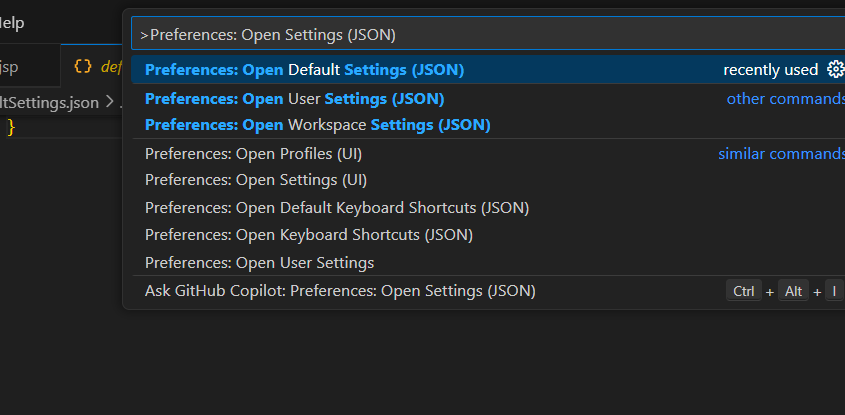 Help
>Preferences: Open Settings (JSON)
jsp
{} def
Preferences: Open Default Settings (JSON) recently used
ltSettings.json > .
Preferences: Open User Settings (JSON) other commands
}
Preferences: Open Workspace Settings (JSON)
Preferences: Open Profiles (UI) similar commands
Preferences: Open Settings (UI)
Preferences: Open Default Keyboard Shortcuts (JSON)
Preferences: Open Keyboard Shortcuts (JSON)
Preferences: Open User Settings
Ask GitHub Copilot: Preferences: Open Settings (JSON) Ctrl + Alt + I